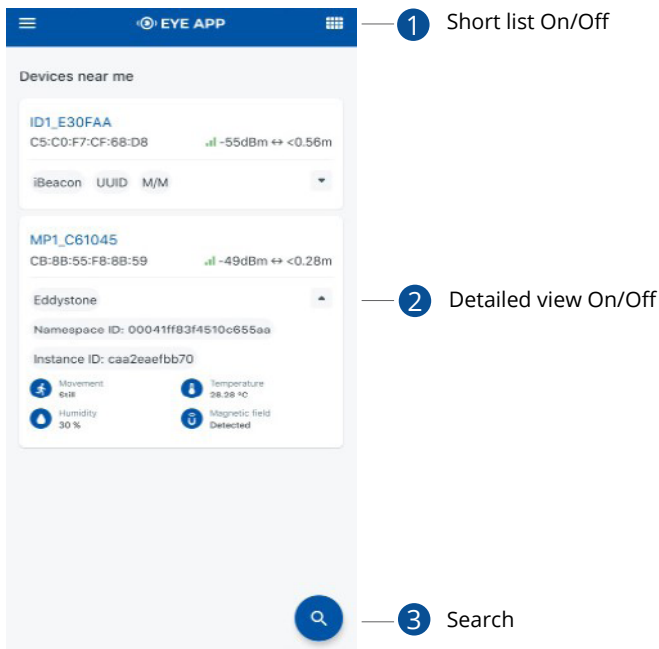 EYE APP
1 Short list On/Off
Devices near me
ID1_E30FAA
C5:C0:F7:CF:68:D8 -55dBm ↔ <0.56m
iBeacon UUID M/M
MP1_C61045
CB:8B:55:F8:8B:59 -49dBm ↔ <0.28m
Eddystone
2 Detailed view On/Off
Namespace ID: 00041ff83f4510c655aa
Instance ID: caa2eaefbb70
Movement Temperature
Still 28.28 °C
Humidity Magnetic field
30 % Detected
3 Search